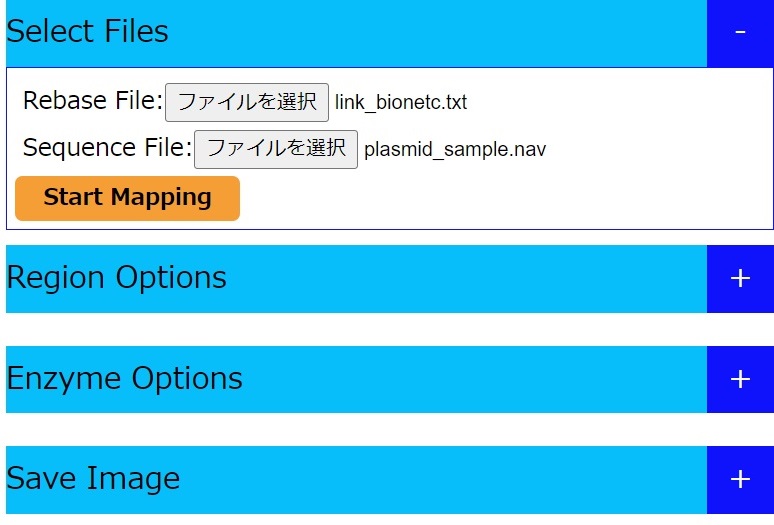 Select Files -
Rebase File: ファイルを選択 link_bionetc.txt
Sequence File: ファイルを選択 plasmid_sample.nav
Start Mapping
Region Options +
Enzyme Options +
Save Image +